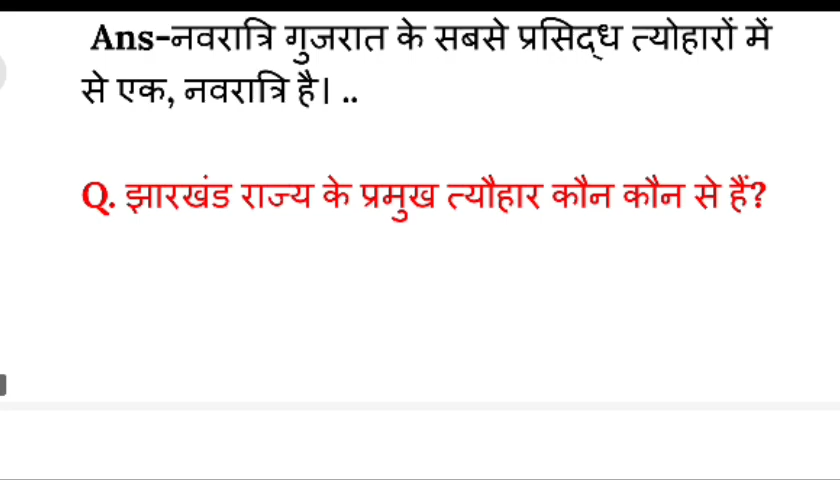 Ans-नवरात्रि गुजरात के सबसे प्रसिद्ध त्योहारों में
से एक, नवरात्रि है। ..
Q. झारखंड राज्य के प्रमुख त्यौहार कौन कौन से हैं?